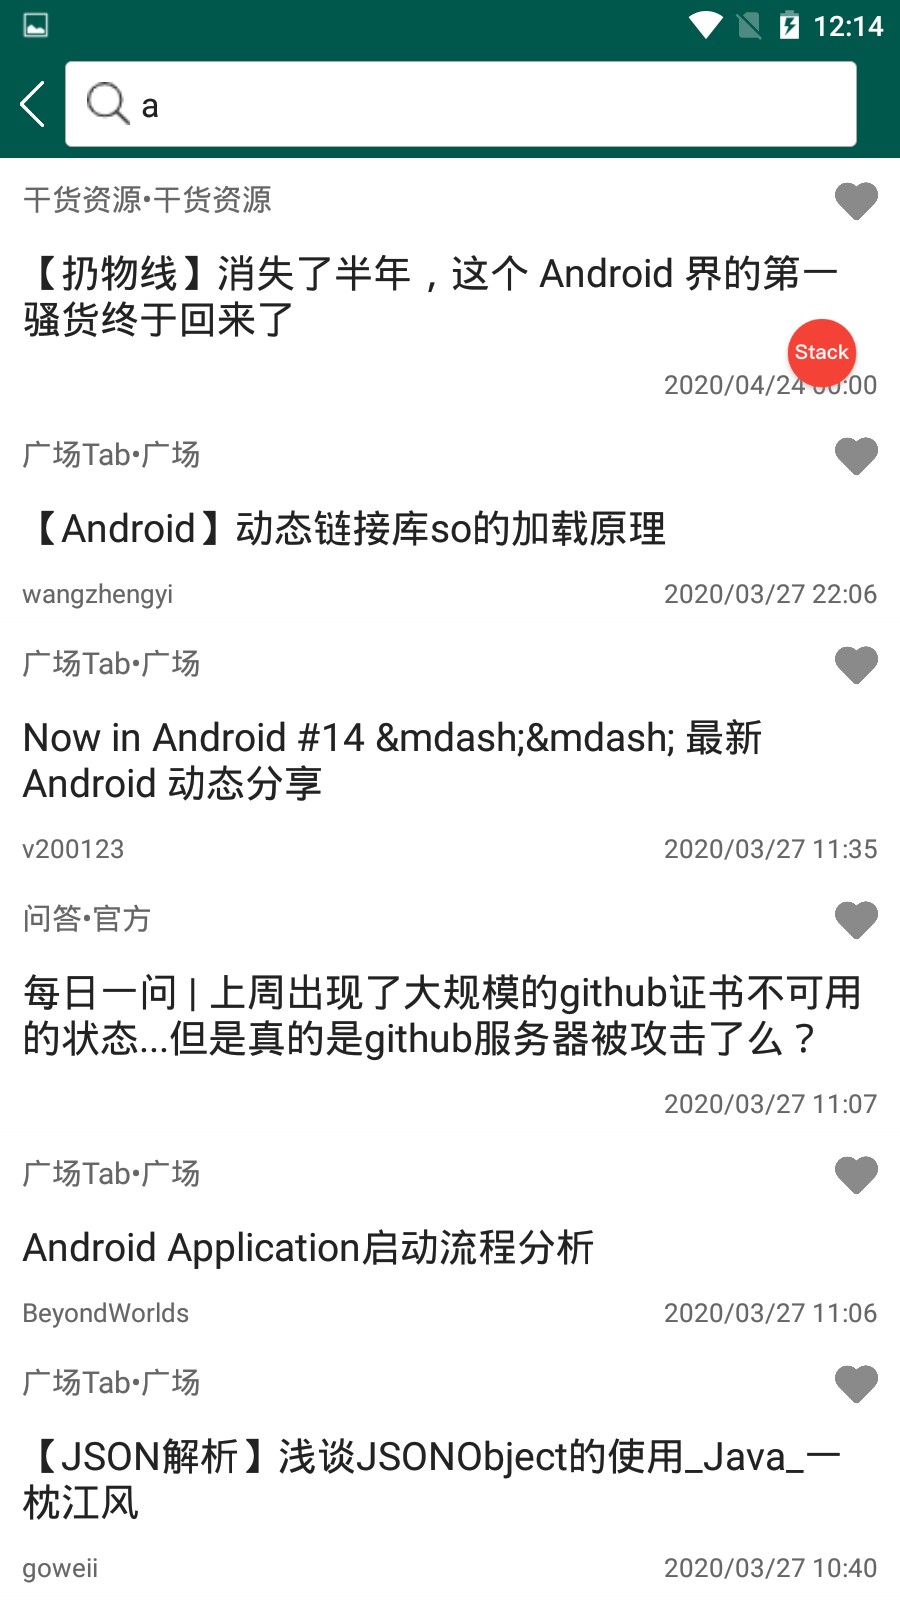 12:14
a
干货资源•干货资源
【扔物线】消失了半年，这个 Android 界的第一
骚货终于回来了
Stack
2020/04/24 00:00
广场Tab•广场
【Android】动态链接库so的加载原理
wangzhengyi 2020/03/27 22:06
广场Tab•广场
Now in Android #14 &mdash;&mdash; 最新
Android 动态分享
v200123 2020/03/27 11:35
问答•官方
每日一问 | 上周出现了大规模的github证书不可用
的状态...但是真的是github服务器被攻击了么？
2020/03/27 11:07
广场Tab•广场
Android Application启动流程分析
BeyondWorlds 2020/03/27 11:06
广场Tab•广场
【JSON解析】浅谈JSONObject的使用_Java_一
枕江风
goweii 2020/03/27 10:40